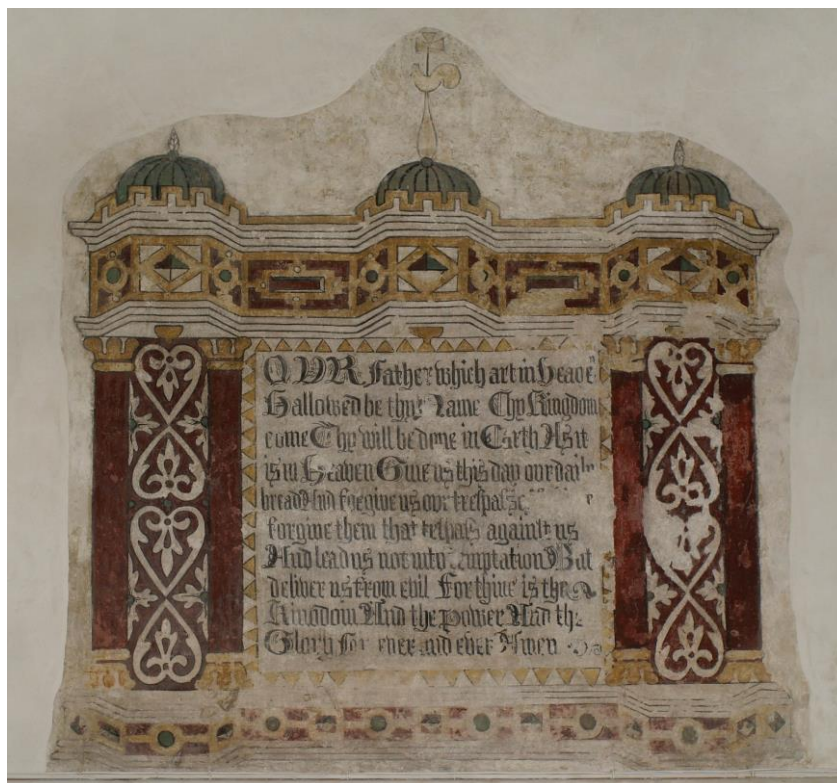 OVR Father which art in Heavē
Hallowed be thy Name Thy Kingdom
come Thy will be done in Earth As it
is in Heaven Giue us this day our daily
bread And forgive us our trespasses
forgiue them that trespass against us
And lead us not into temptation But
deliver us from evil For thine is the
Kingdom And the power And the
Glory for ever and ever Amen